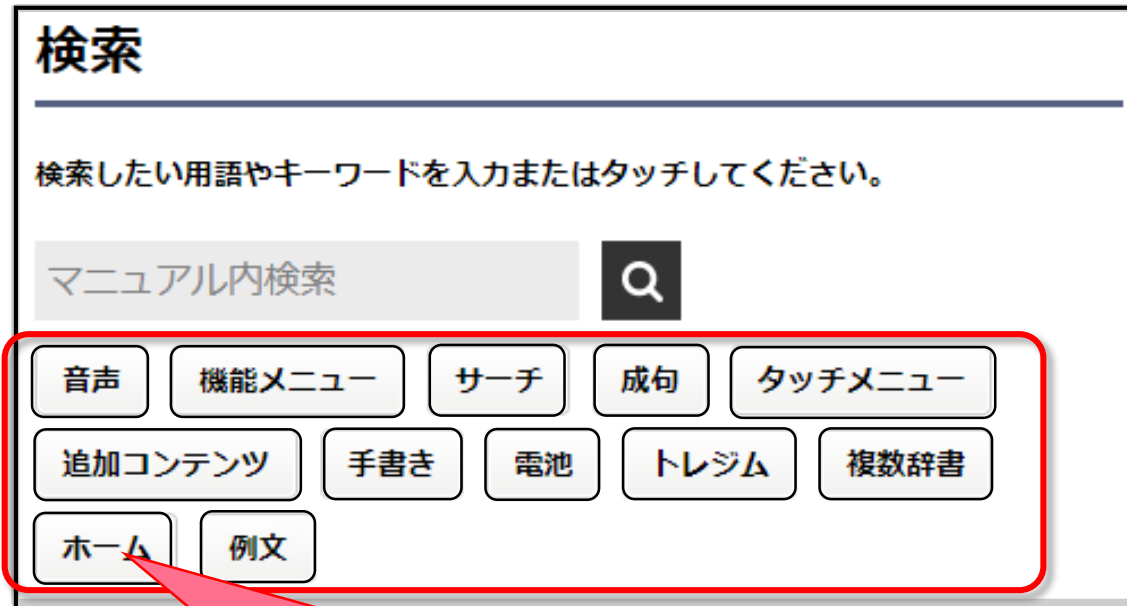 検索
検索したい用語やキーワードを入力またはタッチしてください。
マニュアル内検索
音声 機能メニュー サーチ 成句 タッチメニュー
追加コンテンツ 手書き 電池 トレジム 複数辞書
ホーム 例文